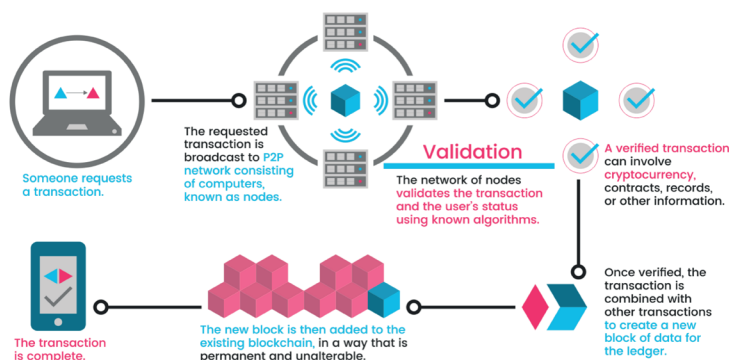 Someone requests
a transaction.
The requested
transaction is
broadcast to P2P
network consisting
of computers,
known as nodes.
Validation
The network of nodes
validates the transaction
and the user's status
using known algorithms.
A verified transaction
can involve
cryptocurrency,
contracts, records,
or other information.
Once verified, the
transaction is
combined with
other transactions
to create a new
block of data for
the ledger.
The new block is then added to the
existing blockchain, in a way that is
permanent and unalterable.
The transaction
is complete.